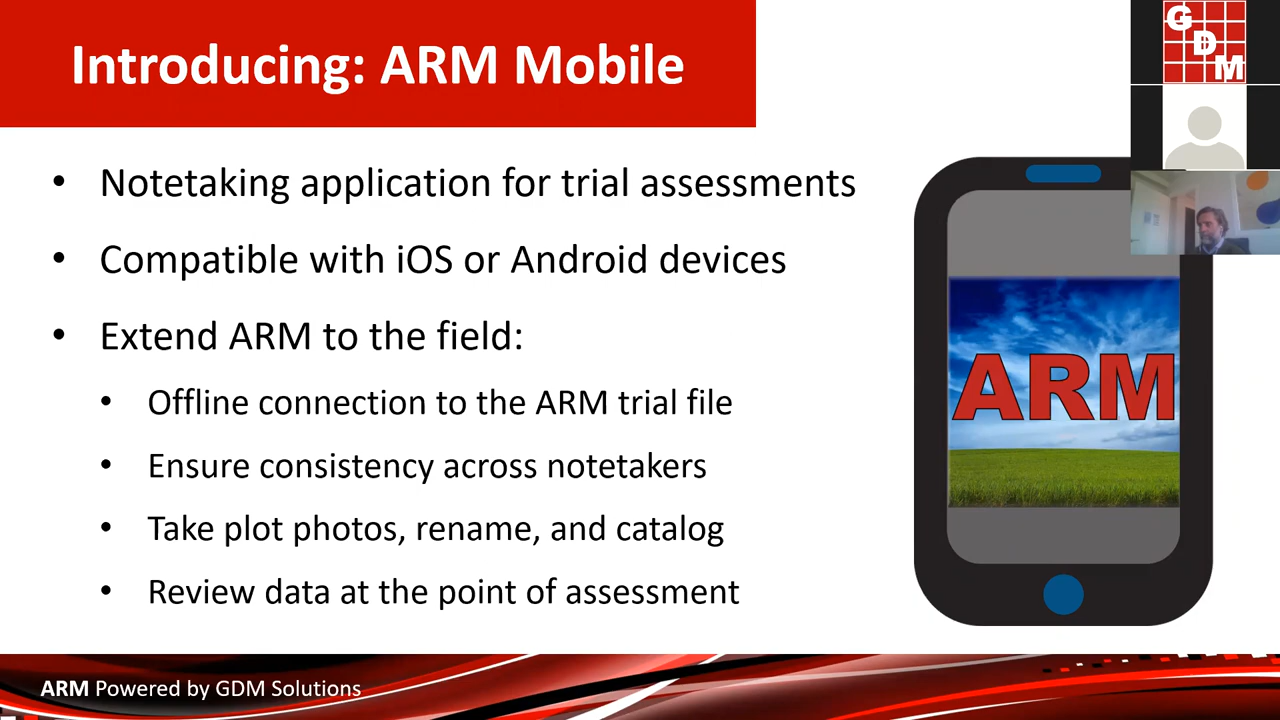 Introducing: ARM Mobile
GDM
• Notetaking application for trial assessments
• Compatible with iOS or Android devices
• Extend ARM to the field:
• Offline connection to the ARM trial file
• Ensure consistency across notetakers
• Take plot photos, rename, and catalog
• Review data at the point of assessment
ARM
ARM Powered by GDM Solutions